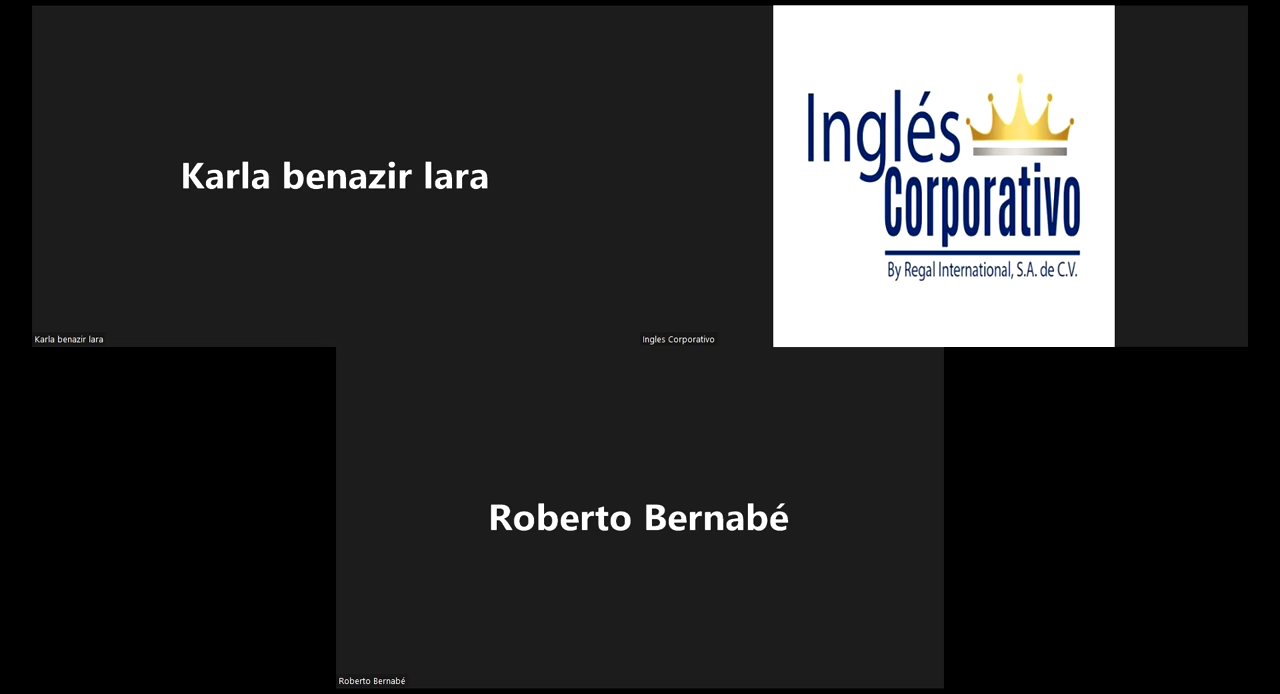 Karla benazir lara
Karla benazir lara
Inglés
Corporativo
By Regal International, S.A. de C.V.
Ingles Corporativo
Roberto Bernabé
Roberto Bernabé